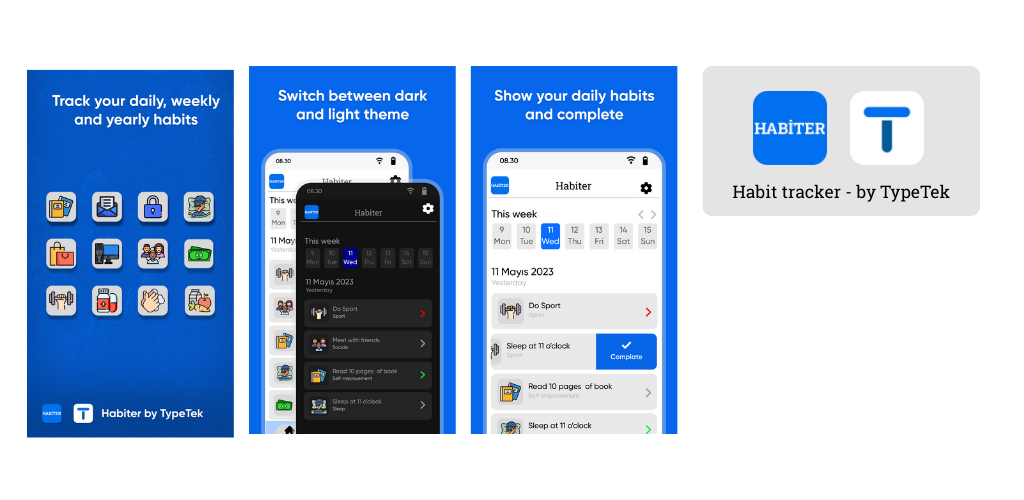 Track your daily, weekly
and yearly habits
HABİTER
Habiter by TypeTek
Switch between dark
and light theme
08.30
HABİTER
Habiter
This we
9
Mon
11 Mayı
Yesterda
08.30
HABİTER
Habiter
This week
9 10 11 12 13 14 15
Mon Tue Wed Thu Fri Sat Sun
11 Mayıs 2023
Yesterday
Do Sport
Sport
Meet with friends
Socials
Read 10 pages of book
Self-improvement
Sleep at 11 o'clock
Sleep
Show your daily habits
and complete
08.30
HABİTER
Habiter
This week
9 10 11 12 13 14 15
Mon Tue Wed Thu Fri Sat Sun
11 Mayıs 2023
Yesterday
Do Sport
Sport
Sleep at 11 o'clock
Sport
Complate
Read 10 pages of book
Self-improvement
Sleep at 11 o'clock
HABİTER
T
Habit tracker - by TypeTek